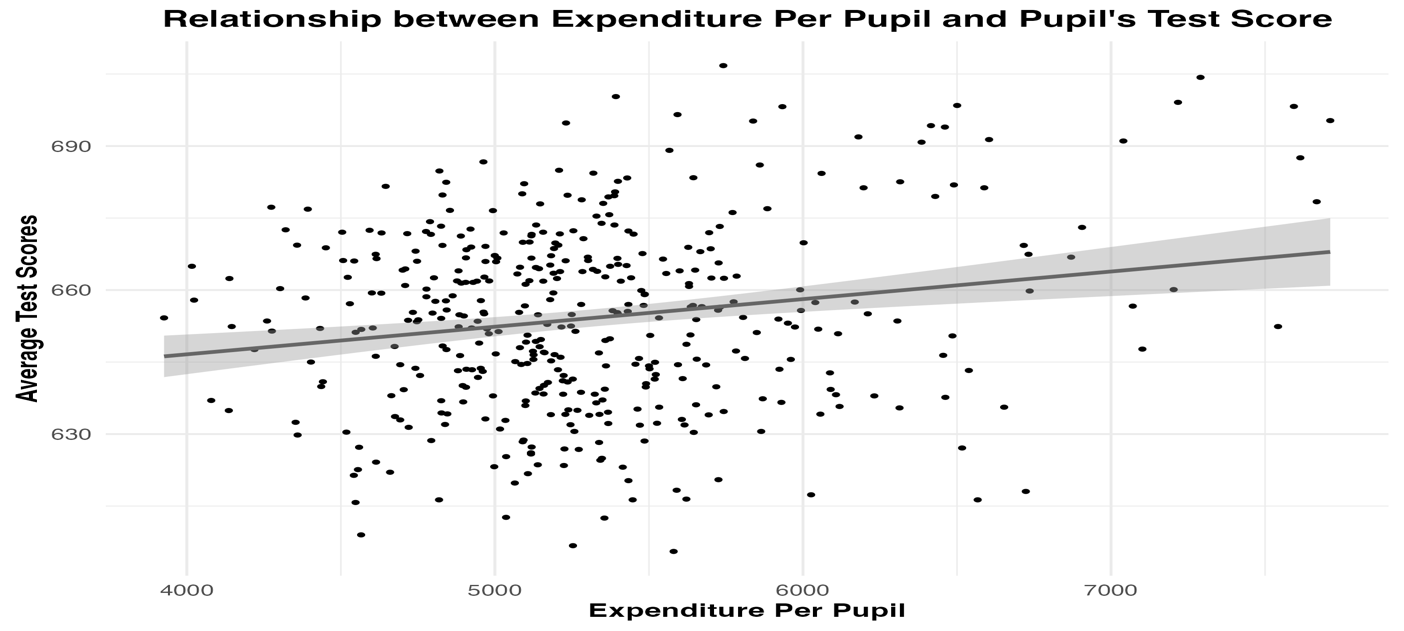 Relationship between Expenditure Per Pupil and Pupil's Test Score
Average Test Scores
690
660
630
4000 5000 6000 7000
Expenditure Per Pupil